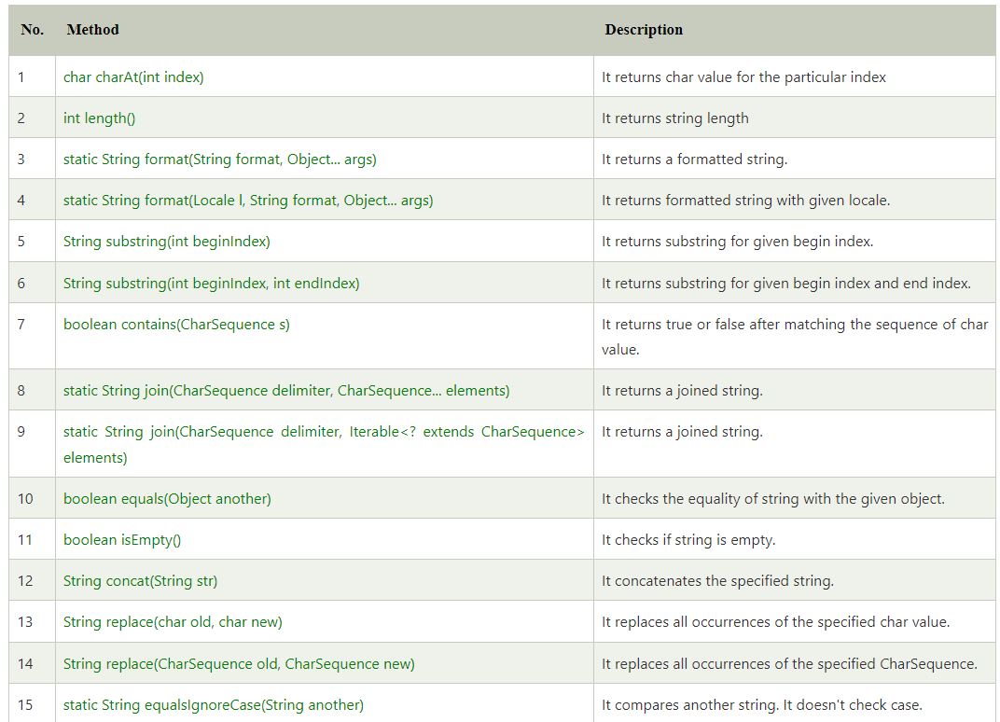 No. Method Description
1 char charAt(int index) It returns char value for the particular index
2 int length() It returns string length
3 static String format(String format, Object... args) It returns a formatted string.
4 static String format(Locale l, String format, Object... args) It returns formatted string with given locale.
5 String substring(int beginIndex) It returns substring for given begin index.
6 String substring(int beginIndex, int endIndex) It returns substring for given begin index and end index.
7 boolean contains(CharSequence s) It returns true or false after matching the sequence of char
value.
8 static String join(CharSequence delimiter, CharSequence... elements) It returns a joined string.
9 static String join(CharSequence delimiter, Iterable<? extends CharSequence> It returns a joined string.
elements)
10 boolean equals(Object another) It checks the equality of string with the given object.
11 boolean isEmpty() It checks if string is empty.
12 String concat(String str) It concatenates the specified string.
13 String replace(char old, char new) It replaces all occurrences of the specified char value.
14 String replace(CharSequence old, CharSequence new) It replaces all occurrences of the specified CharSequence.
15 static String equalsIgnoreCase(String another) It compares another string. It doesn't check case.